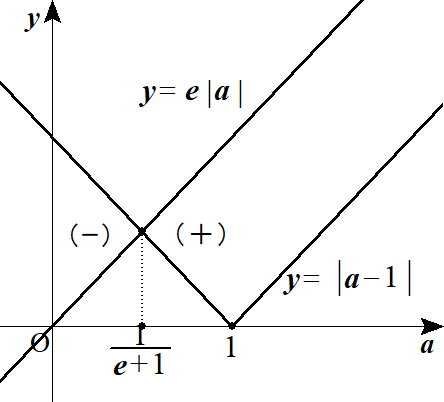 y
y= e |a|
(-)
(+)
y= |a-1|
O
1
e+1
1
a